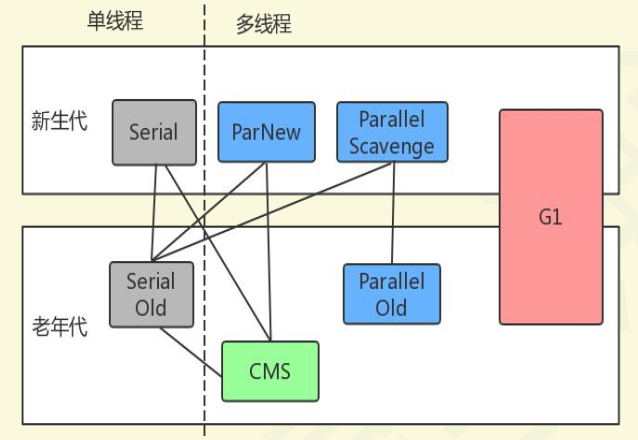 单线程
多线程
新生代
Serial
ParNew
Parallel
Scavenge
G1
老年代
Serial
Old
Parallel
Old
CMS